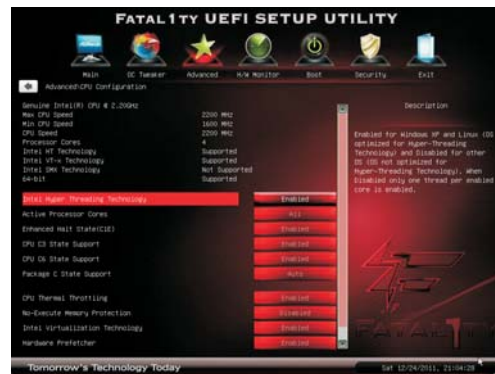 FATAL1TY UEFI SETUP UTILITY
Main OC Tweaker Advanced H/W Monitor Boot Security Exit
Advanced\CPU Configuration
Description
Genuine Intel(R) CPU @ 2.20GHz
Max CPU Speed 2200 MHz
Min CPU Speed 1600 MHz
CPU Speed 2200 MHz
Processor Cores 4
Intel HT Technology Supported
Intel VT-x Technology Supported
Intel SMX Technology Not Supported
64-bit Supported
Enabled for Windows XP and Linux (OS
optimized for Hyper-Threading
Technology) and Disabled for other
OS (OS not optimized for
Hyper-Threading Technology). When
Disabled only one thread per enabled
core is enabled.
Intel Hyper Threading Technology Enabled
Active Processor Cores All
Enhanced Halt State(C1E) Enabled
CPU C3 State Support Enabled
CPU C6 State Support Enabled
Package C State Support Auto
CPU Thermal Throttling Enabled
No-Execute Memory Protection Disabled
Intel Virtualization Technology Enabled
Hardware Prefetcher Enabled
FATAL1TY
Tomorrow's Technology Today
Sat 12/24/2011, 21:04:28